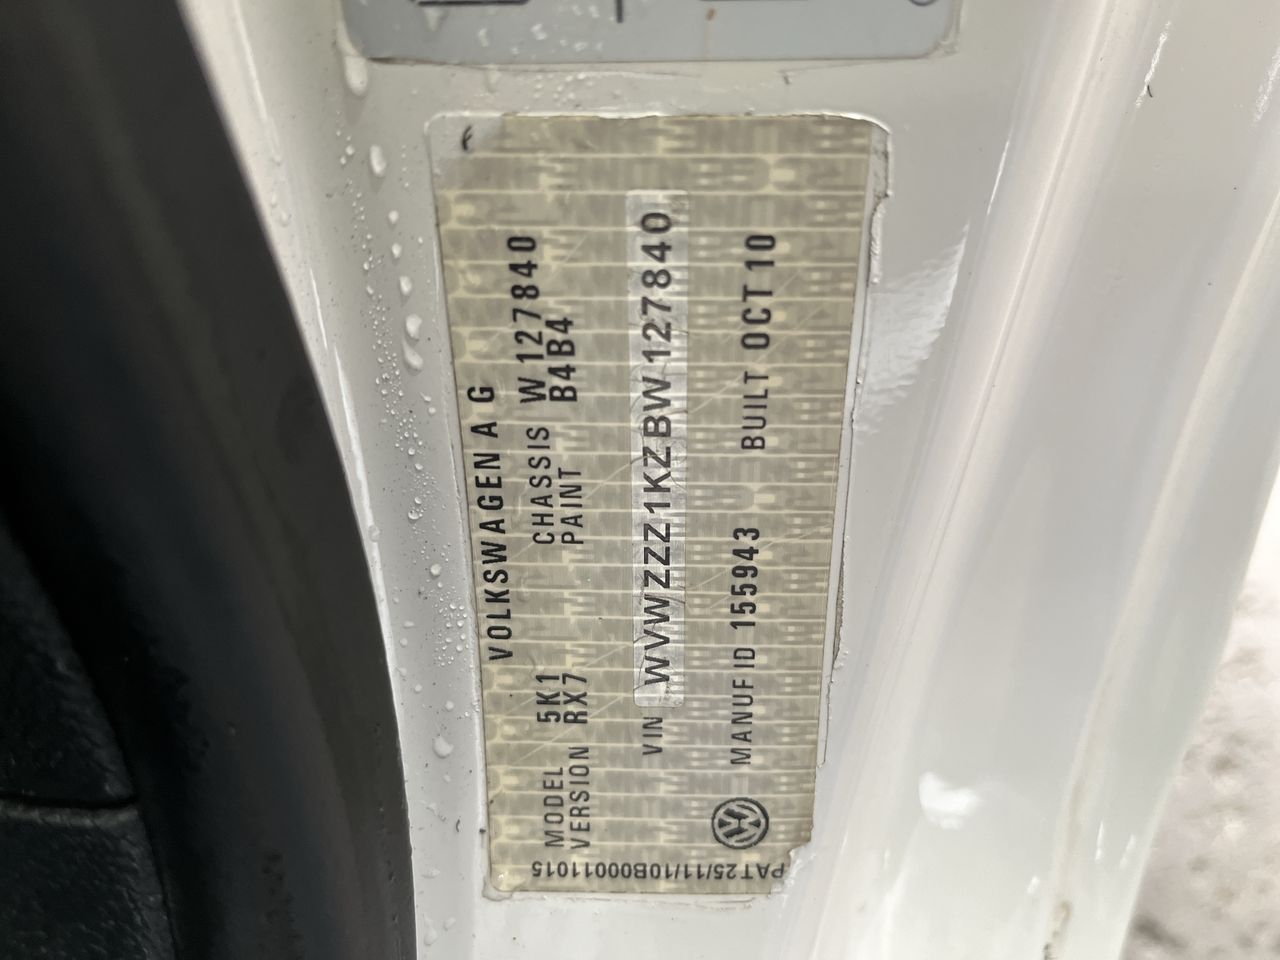 VOLKSWAGEN A G
MODEL 5K1 CHASSIS W127840
VERSION RX7 PAINT B4B4
VIN WVWZZZ1KZBW127840
MANUF ID 155943 BUILT OCT 10
PAT25/11/10B00011015